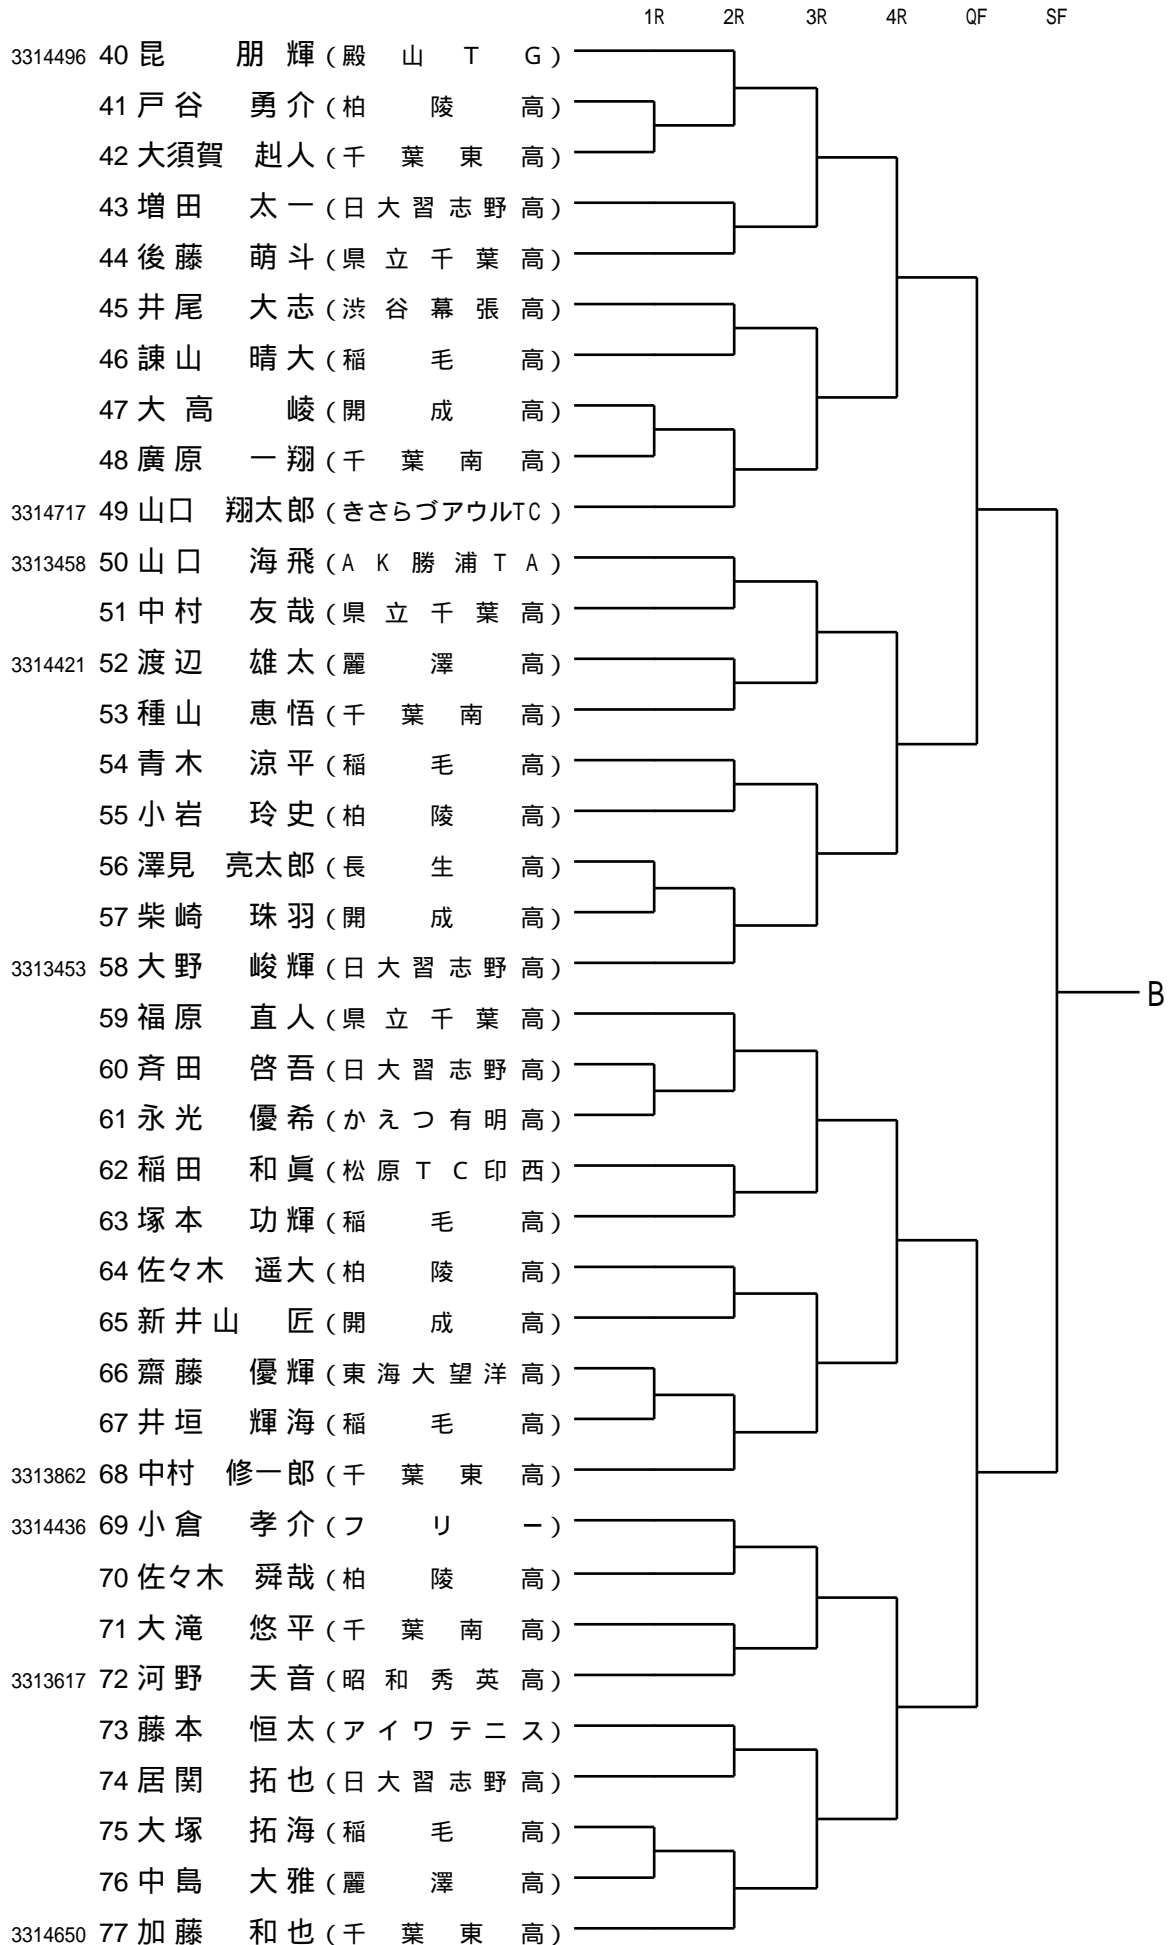 1R 2R 3R 4R QF SF
3314496 40 昆 朋輝 (殿山TG)
41 戸谷 勇介 (柏陵高)
42 大須賀 赳人 (千葉東高)
43 増田 太一 (日大習志野高)
44 後藤 萌斗 (県立千葉高)
45 井尾 大志 (渋谷幕張高)
46 諌山 晴大 (稲毛高)
47 大高 崚 (開成高)
48 廣原 一翔 (千葉南高)
3314717 49 山口 翔太郎 (きさらづアウルTC)
3313458 50 山口 海飛 (AK勝浦TA)
51 中村 友哉 (県立千葉高)
3314421 52 渡辺 雄太 (麗澤高)
53 種山 恵悟 (千葉南高)
54 青木 涼平 (稲毛高)
55 小岩 玲史 (柏陵高)
56 澤見 亮太郎 (長生高)
57 柴崎 珠羽 (開成高)
3313453 58 大野 峻輝 (日大習志野高)
B
59 福原 直人 (県立千葉高)
60 斉田 啓吾 (日大習志野高)
61 永光 優希 (かえつ有明高)
62 稲田 和眞 (松原TC印西)
63 塚本 功輝 (稲毛高)
64 佐々木 遥大 (柏陵高)
65 新井山 匠 (開成高)
66 齋藤 優輝 (東海大望洋高)
67 井垣 輝海 (稲毛高)
3313862 68 中村 修一郎 (千葉東高)
3314436 69 小倉 孝介 (フリー)
70 佐々木 舜哉 (柏陵高)
71 大滝 悠平 (千葉南高)
3313617 72 河野 天音 (昭和秀英高)
73 藤本 恒太 (アイワテニス)
74 居関 拓也 (日大習志野高)
75 大塚 拓海 (稲毛高)
76 中島 大雅 (麗澤高)
3314650 77 加藤 和也 (千葉東高)